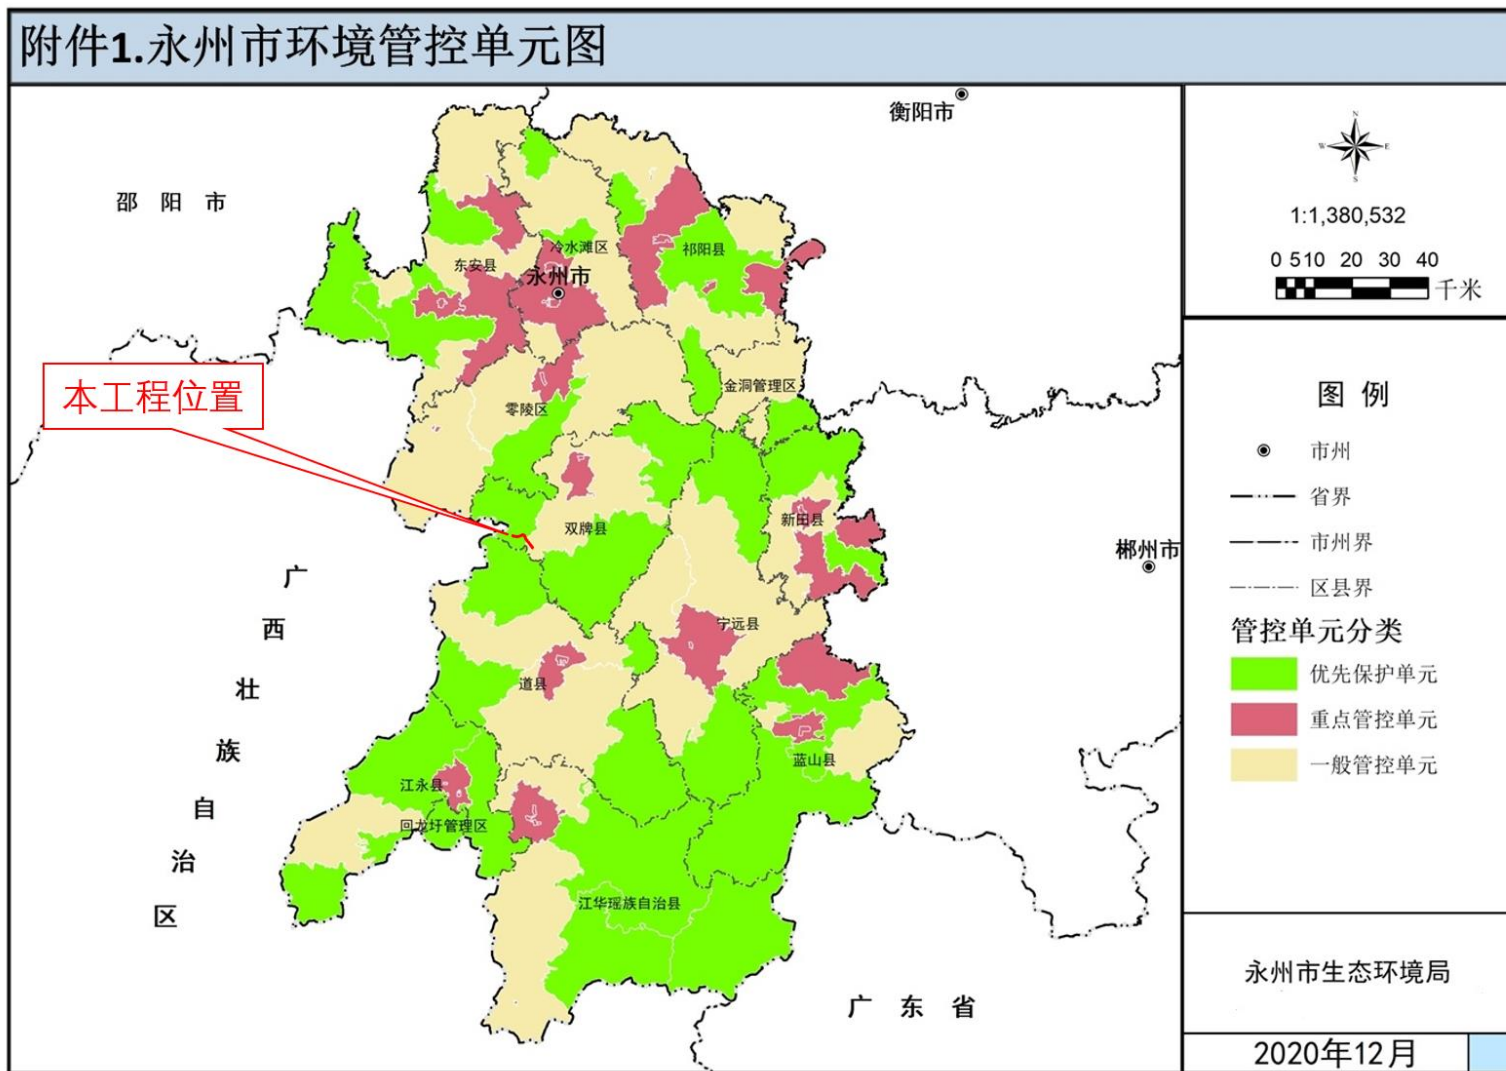 附件1.永州市环境管控单元图
衡阳市
邵阳市
冷水滩区
祁阳县
东安县
永州市
本工程位置
金洞管理区
零陵区
双牌县
新田县
郴州市
宁远县
道县
蓝山县
江永县
回龙圩管理区
江华瑶族自治县
广西壮族自治区
广东省
N
W E
S
1:1,380,532
0 5 10 20 30 40
千米
图例
市州
省界
市州界
区县界
管控单元分类
优先保护单元
重点管控单元
一般管控单元
永州市生态环境局
2020年12月